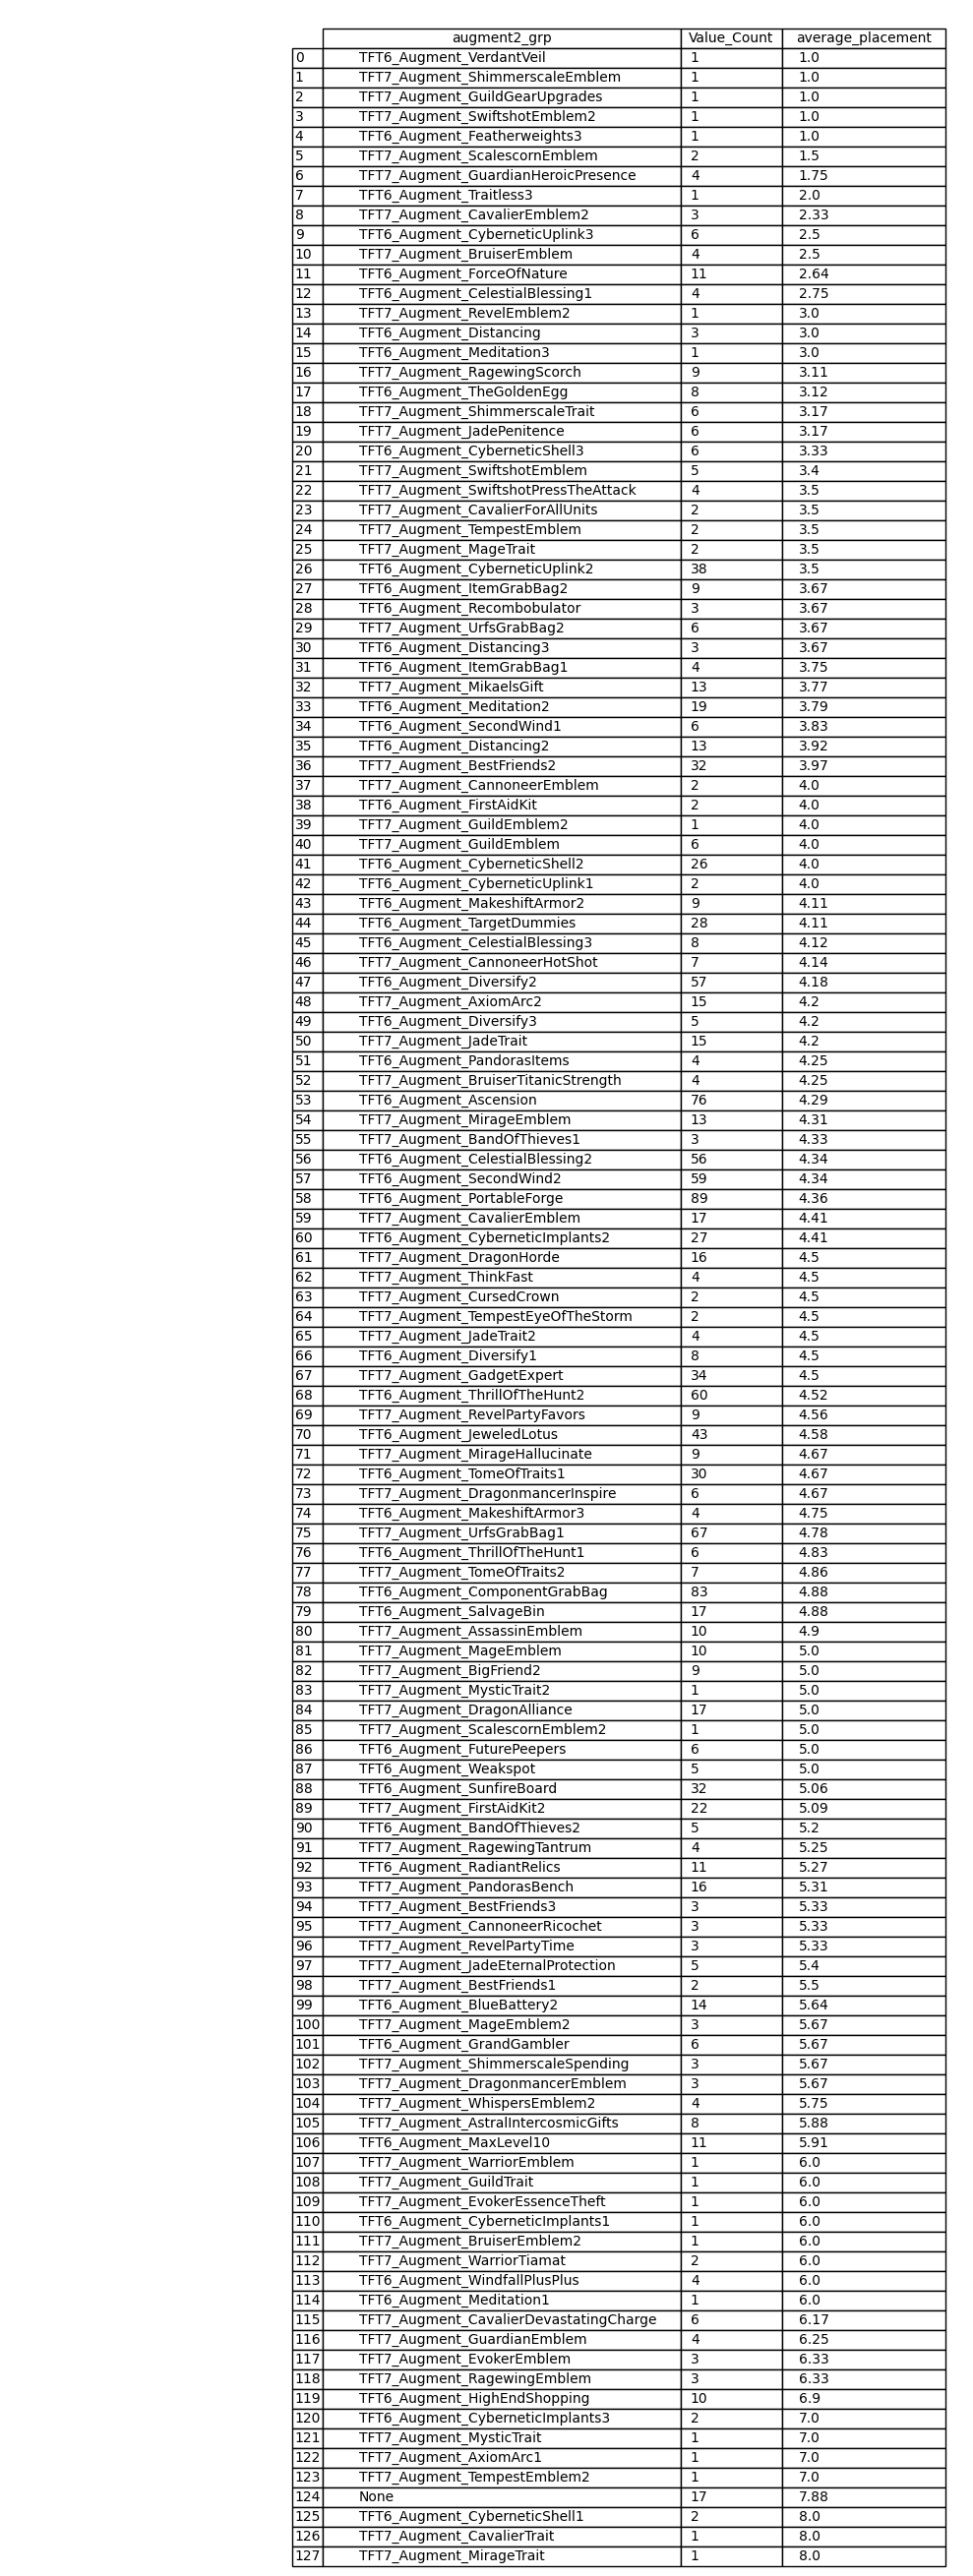 augment2_grp Value_Count average_placement
0 TFT6_Augment_VerdantVeil 1 1.0
1 TFT7_Augment_ShimmerscaleEmblem 1 1.0
2 TFT7_Augment_GuildGearUpgrades 1 1.0
3 TFT7_Augment_SwiftshotEmblem2 1 1.0
4 TFT6_Augment_Featherweights3 1 1.0
5 TFT7_Augment_ScalescornEmblem 2 1.5
6 TFT7_Augment_GuardianHeroicPresence 4 1.75
7 TFT6_Augment_Traitless3 1 2.0
8 TFT7_Augment_CavalierEmblem2 3 2.33
9 TFT6_Augment_CyberneticUplink3 6 2.5
10 TFT7_Augment_BruiserEmblem 4 2.5
11 TFT6_Augment_ForceOfNature 11 2.64
12 TFT6_Augment_CelestialBlessing1 4 2.75
13 TFT7_Augment_RevelEmblem2 1 3.0
14 TFT6_Augment_Distancing 3 3.0
15 TFT6_Augment_Meditation3 1 3.0
16 TFT7_Augment_RagewingScorch 9 3.11
17 TFT6_Augment_TheGoldenEgg 8 3.12
18 TFT7_Augment_ShimmerscaleTrait 6 3.17
19 TFT7_Augment_JadePenitence 6 3.17
20 TFT6_Augment_CyberneticShell3 6 3.33
21 TFT7_Augment_SwiftshotEmblem 5 3.4
22 TFT7_Augment_SwiftshotPressTheAttack 4 3.5
23 TFT7_Augment_CavalierForAllUnits 2 3.5
24 TFT7_Augment_TempestEmblem 2 3.5
25 TFT7_Augment_MageTrait 2 3.5
26 TFT6_Augment_CyberneticUplink2 38 3.5
27 TFT6_Augment_ItemGrabBag2 9 3.67
28 TFT6_Augment_Recombobulator 3 3.67
29 TFT7_Augment_UrfsGrabBag2 6 3.67
30 TFT6_Augment_Distancing3 3 3.67
31 TFT6_Augment_ItemGrabBag1 4 3.75
32 TFT7_Augment_MikaelsGift 13 3.77
33 TFT6_Augment_Meditation2 19 3.79
34 TFT6_Augment_SecondWind1 6 3.83
35 TFT6_Augment_Distancing2 13 3.92
36 TFT7_Augment_BestFriends2 32 3.97
37 TFT7_Augment_CannoneerEmblem 2 4.0
38 TFT6_Augment_FirstAidKit 2 4.0
39 TFT7_Augment_GuildEmblem2 1 4.0
40 TFT7_Augment_GuildEmblem 6 4.0
41 TFT6_Augment_CyberneticShell2 26 4.0
42 TFT6_Augment_CyberneticUplink1 2 4.0
43 TFT6_Augment_MakeshiftArmor2 9 4.11
44 TFT6_Augment_TargetDummies 28 4.11
45 TFT6_Augment_CelestialBlessing3 8 4.12
46 TFT7_Augment_CannoneerHotShot 7 4.14
47 TFT6_Augment_Diversify2 57 4.18
48 TFT7_Augment_AxiomArc2 15 4.2
49 TFT6_Augment_Diversify3 5 4.2
50 TFT7_Augment_JadeTrait 15 4.2
51 TFT6_Augment_PandorasItems 4 4.25
52 TFT7_Augment_BruiserTitanicStrength 4 4.25
53 TFT6_Augment_Ascension 76 4.29
54 TFT7_Augment_MirageEmblem 13 4.31
55 TFT7_Augment_BandOfThieves1 3 4.33
56 TFT6_Augment_CelestialBlessing2 56 4.34
57 TFT6_Augment_SecondWind2 59 4.34
58 TFT6_Augment_PortableForge 89 4.36
59 TFT7_Augment_CavalierEmblem 17 4.41
60 TFT6_Augment_CyberneticImplants2 27 4.41
61 TFT7_Augment_DragonHorde 16 4.5
62 TFT7_Augment_ThinkFast 4 4.5
63 TFT7_Augment_CursedCrown 2 4.5
64 TFT7_Augment_TempestEyeOfTheStorm 2 4.5
65 TFT7_Augment_JadeTrait2 4 4.5
66 TFT6_Augment_Diversify1 8 4.5
67 TFT7_Augment_GadgetExpert 34 4.5
68 TFT6_Augment_ThrillOfTheHunt2 60 4.52
69 TFT7_Augment_RevelPartyFavors 9 4.56
70 TFT6_Augment_JeweledLotus 43 4.58
71 TFT7_Augment_MirageHallucinate 9 4.67
72 TFT6_Augment_TomeOfTraits1 30 4.67
73 TFT7_Augment_DragonmancerInspire 6 4.67
74 TFT6_Augment_MakeshiftArmor3 4 4.75
75 TFT7_Augment_UrfsGrabBag1 67 4.78
76 TFT6_Augment_ThrillOfTheHunt1 6 4.83
77 TFT7_Augment_TomeOfTraits2 7 4.86
78 TFT6_Augment_ComponentGrabBag 83 4.88
79 TFT6_Augment_SalvageBin 17 4.88
80 TFT7_Augment_AssassinEmblem 10 4.9
81 TFT7_Augment_MageEmblem 10 5.0
82 TFT7_Augment_BigFriend2 9 5.0
83 TFT7_Augment_MysticTrait2 1 5.0
84 TFT7_Augment_DragonAlliance 17 5.0
85 TFT7_Augment_ScalescornEmblem2 1 5.0
86 TFT6_Augment_FuturePeepers 6 5.0
87 TFT6_Augment_Weakspot 5 5.0
88 TFT6_Augment_SunfireBoard 32 5.06
89 TFT7_Augment_FirstAidKit2 22 5.09
90 TFT6_Augment_BandOfThieves2 5 5.2
91 TFT7_Augment_RagewingTantrum 4 5.25
92 TFT6_Augment_RadiantRelics 11 5.27
93 TFT7_Augment_PandorasBench 16 5.31
94 TFT7_Augment_BestFriends3 3 5.33
95 TFT7_Augment_CannoneerRicochet 3 5.33
96 TFT7_Augment_RevelPartyTime 3 5.33
97 TFT7_Augment_JadeEternalProtection 5 5.4
98 TFT7_Augment_BestFriends1 2 5.5
99 TFT6_Augment_BlueBattery2 14 5.64
100 TFT7_Augment_MageEmblem2 3 5.67
101 TFT6_Augment_GrandGambler 6 5.67
102 TFT7_Augment_ShimmerscaleSpending 3 5.67
103 TFT7_Augment_DragonmancerEmblem 3 5.67
104 TFT7_Augment_WhispersEmblem2 4 5.75
105 TFT7_Augment_AstralIntercosmicGifts 8 5.88
106 TFT6_Augment_MaxLevel10 11 5.91
107 TFT7_Augment_WarriorEmblem 1 6.0
108 TFT7_Augment_GuildTrait 1 6.0
109 TFT7_Augment_EvokerEssenceTheft 1 6.0
110 TFT6_Augment_CyberneticImplants1 1 6.0
111 TFT7_Augment_BruiserEmblem2 1 6.0
112 TFT7_Augment_WarriorTiamat 2 6.0
113 TFT6_Augment_WindfallPlusPlus 4 6.0
114 TFT6_Augment_Meditation1 1 6.0
115 TFT7_Augment_CavalierDevastatingCharge 6 6.17
116 TFT7_Augment_GuardianEmblem 4 6.25
117 TFT7_Augment_EvokerEmblem 3 6.33
118 TFT7_Augment_RagewingEmblem 3 6.33
119 TFT6_Augment_HighEndShopping 10 6.9
120 TFT6_Augment_CyberneticImplants3 2 7.0
121 TFT7_Augment_MysticTrait 1 7.0
122 TFT7_Augment_AxiomArc1 1 7.0
123 TFT7_Augment_TempestEmblem2 1 7.0
124 None 17 7.88
125 TFT6_Augment_CyberneticShell1 2 8.0
126 TFT7_Augment_CavalierTrait 1 8.0
127 TFT7_Augment_MirageTrait 1 8.0